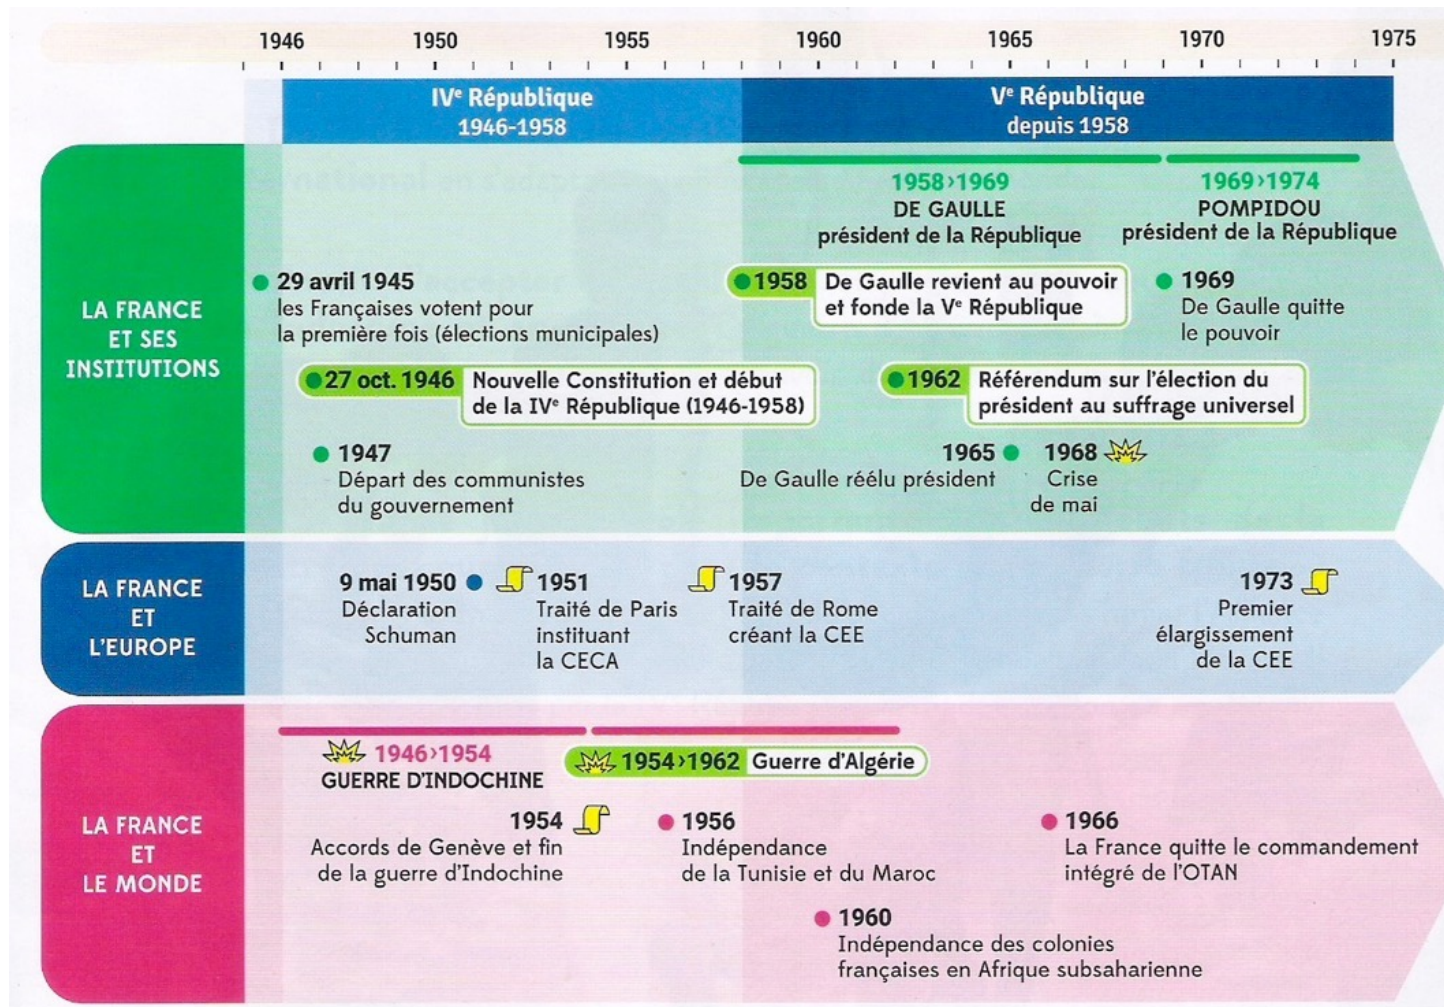 1946 1950 1955 1960 1965 1970 1975
IVe République
1946-1958
Ve République
depuis 1958
LA FRANCE
ET SES
INSTITUTIONS
1958›1969
DE GAULLE
président de la République
1969›1974
POMPIDOU
président de la République
29 avril 1945
les Françaises votent pour
la première fois (élections municipales)
1958 De Gaulle revient au pouvoir
et fonde la Ve République
1969
De Gaulle quitte
le pouvoir
27 oct. 1946 Nouvelle Constitution et début
de la IVe République (1946-1958)
1962 Référendum sur l'élection du
président au suffrage universel
1947
Départ des communistes
du gouvernement
1965
De Gaulle réélu président
1968
Crise
de mai
LA FRANCE
ET
L'EUROPE
9 mai 1950
Déclaration
Schuman
1951
Traité de Paris
instituant
la CECA
1957
Traité de Rome
créant la CEE
1973
Premier
élargissement
de la CEE
LA FRANCE
ET
LE MONDE
1946›1954
GUERRE D'INDOCHINE
1954›1962 Guerre d'Algérie
1954
Accords de Genève et fin
de la guerre d'Indochine
1956
Indépendance
de la Tunisie et du Maroc
1966
La France quitte le commandement
intégré de l'OTAN
1960
Indépendance des colonies
françaises en Afrique subsaharienne